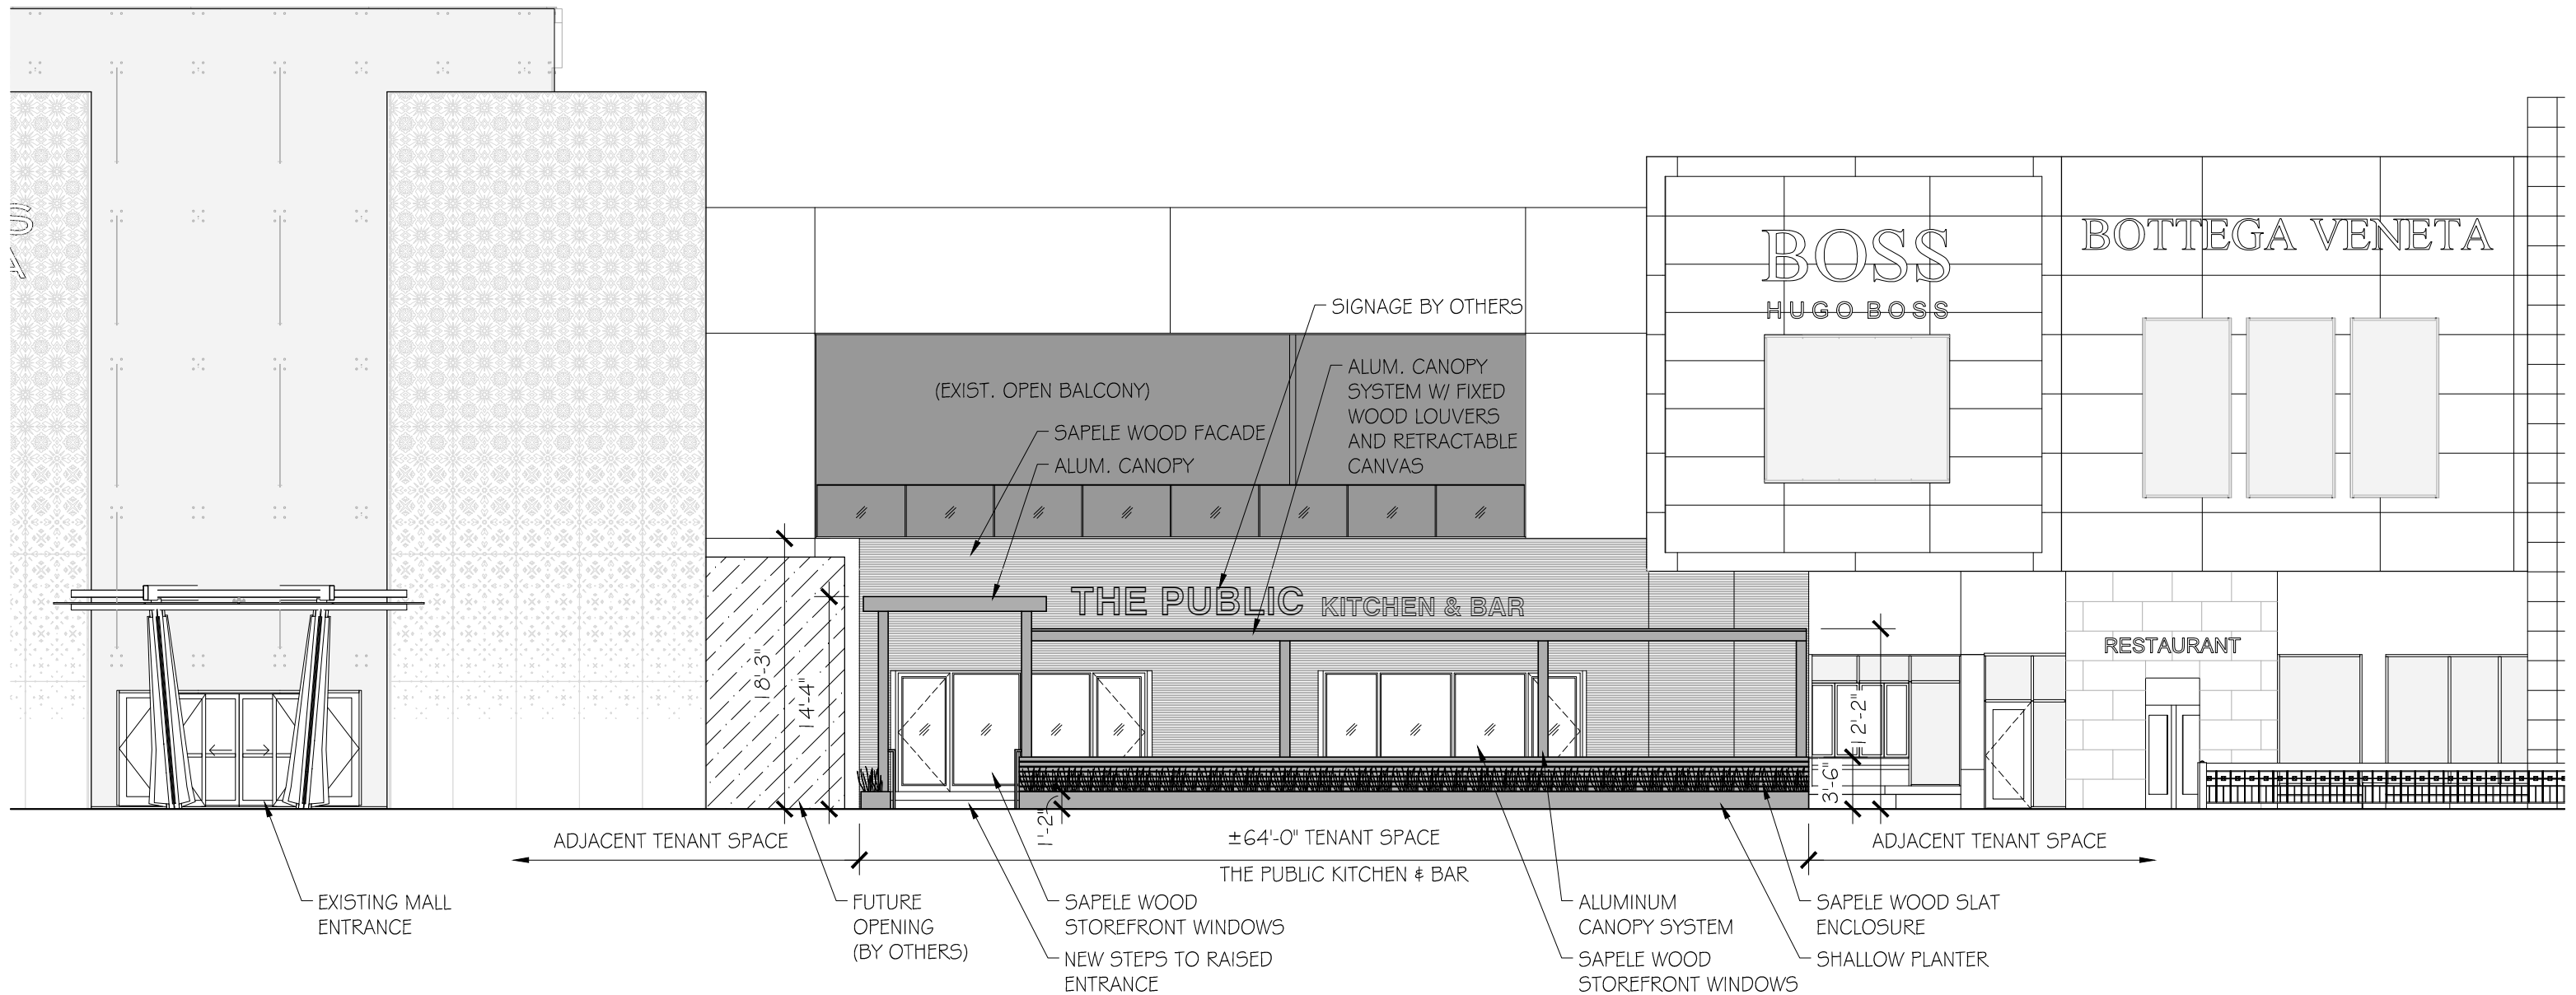 BOSS
HUGO BOSS
BOTTEGA VENETA
SIGNAGE BY OTHERS
(EXIST. OPEN BALCONY)
ALUM. CANOPY
SYSTEM W/ FIXED
WOOD LOUVERS
AND RETRACTABLE
CANVAS
SAPELE WOOD FACADE
ALUM. CANOPY
THE PUBLIC KITCHEN & BAR
RESTAURANT
18'-3"
14'-4"
12'-2"
3'-6"
1'-2"
ADJACENT TENANT SPACE
±64'-0" TENANT SPACE
THE PUBLIC KITCHEN & BAR
ADJACENT TENANT SPACE
EXISTING MALL
ENTRANCE
FUTURE
OPENING
(BY OTHERS)
SAPELE WOOD
STOREFRONT WINDOWS
NEW STEPS TO RAISED
ENTRANCE
ALUMINUM
CANOPY SYSTEM
SAPELE WOOD
STOREFRONT WINDOWS
SAPELE WOOD SLAT
ENCLOSURE
SHALLOW PLANTER